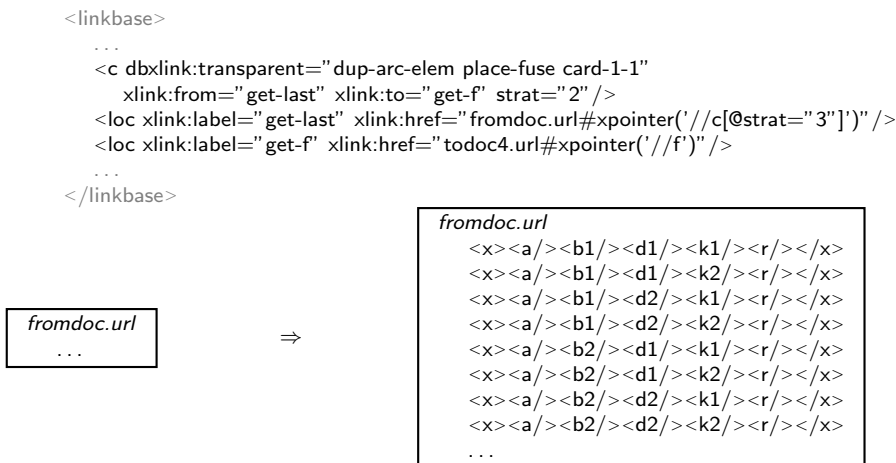 <linkbase>
...
<c dbxlink:transparent="dup-arc-elem place-fuse card-1-1"
xlink:from="get-last" xlink:to="get-f" strat="2"/>
<loc xlink:label="get-last" xlink:href="fromdoc.url#xpointer('//c[@strat="3"]')"/>
<loc xlink:label="get-f" xlink:href="todoc4.url#xpointer('//f')"/>
...
</linkbase>
fromdoc.url
...
⇒
fromdoc.url
<x><a/><b1/><d1/><k1/><r/></x>
<x><a/><b1/><d1/><k2/><r/></x>
<x><a/><b1/><d2/><k1/><r/></x>
<x><a/><b1/><d2/><k2/><r/></x>
<x><a/><b2/><d1/><k1/><r/></x>
<x><a/><b2/><d1/><k2/><r/></x>
<x><a/><b2/><d2/><k1/><r/></x>
<x><a/><b2/><d2/><k2/><r/></x>
...